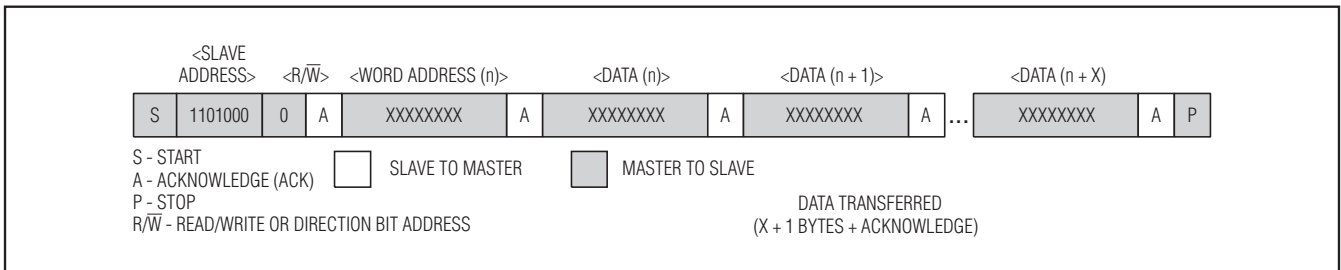 <SLAVE
ADDRESS> <R/W̅> <WORD ADDRESS (n)> <DATA (n)> <DATA (n + 1)> <DATA (n + X)
S 1101000 0 A XXXXXXXX A XXXXXXXX A XXXXXXXX A ... XXXXXXXX A P
S - START
A - ACKNOWLEDGE (ACK)
P - STOP
R/W̅ - READ/WRITE OR DIRECTION BIT ADDRESS
SLAVE TO MASTER
MASTER TO SLAVE
DATA TRANSFERRED
(X + 1 BYTES + ACKNOWLEDGE)